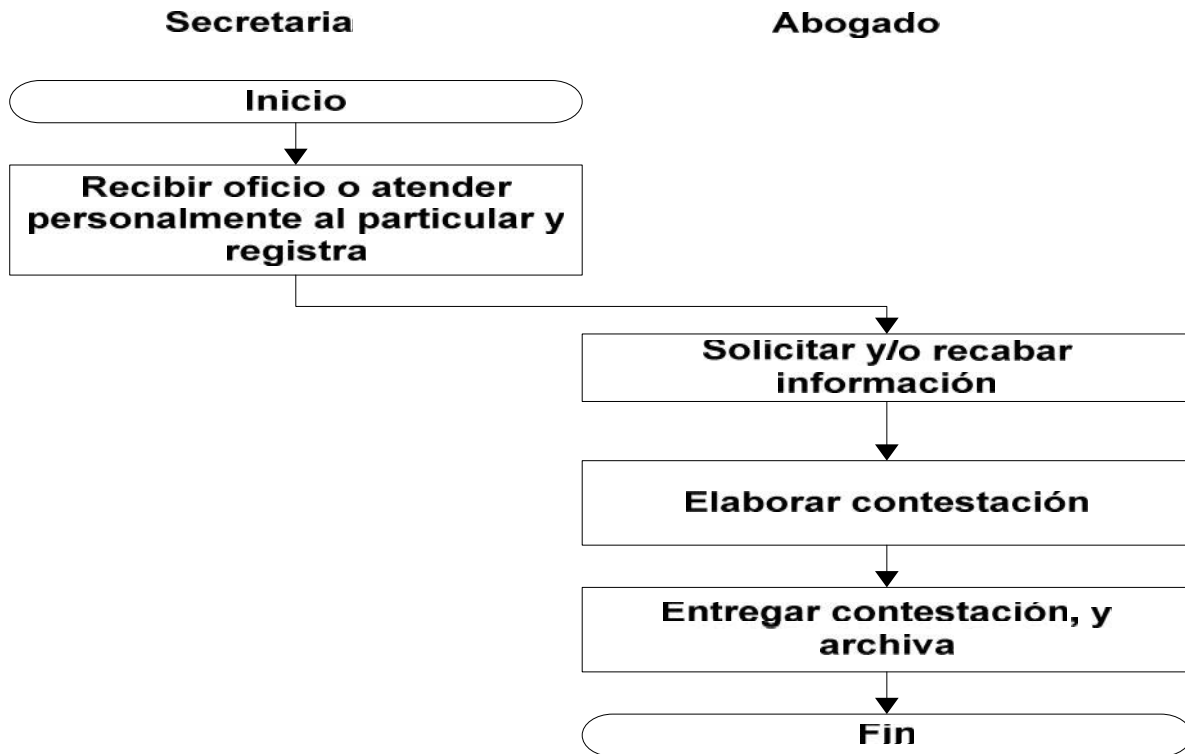 Secretaria
Abogado
Inicio
Recibir oficio o atender
personalmente al particular y
registra
Solicitar y/o recabar
información
Elaborar contestación
Entregar contestación, y
archiva
Fin